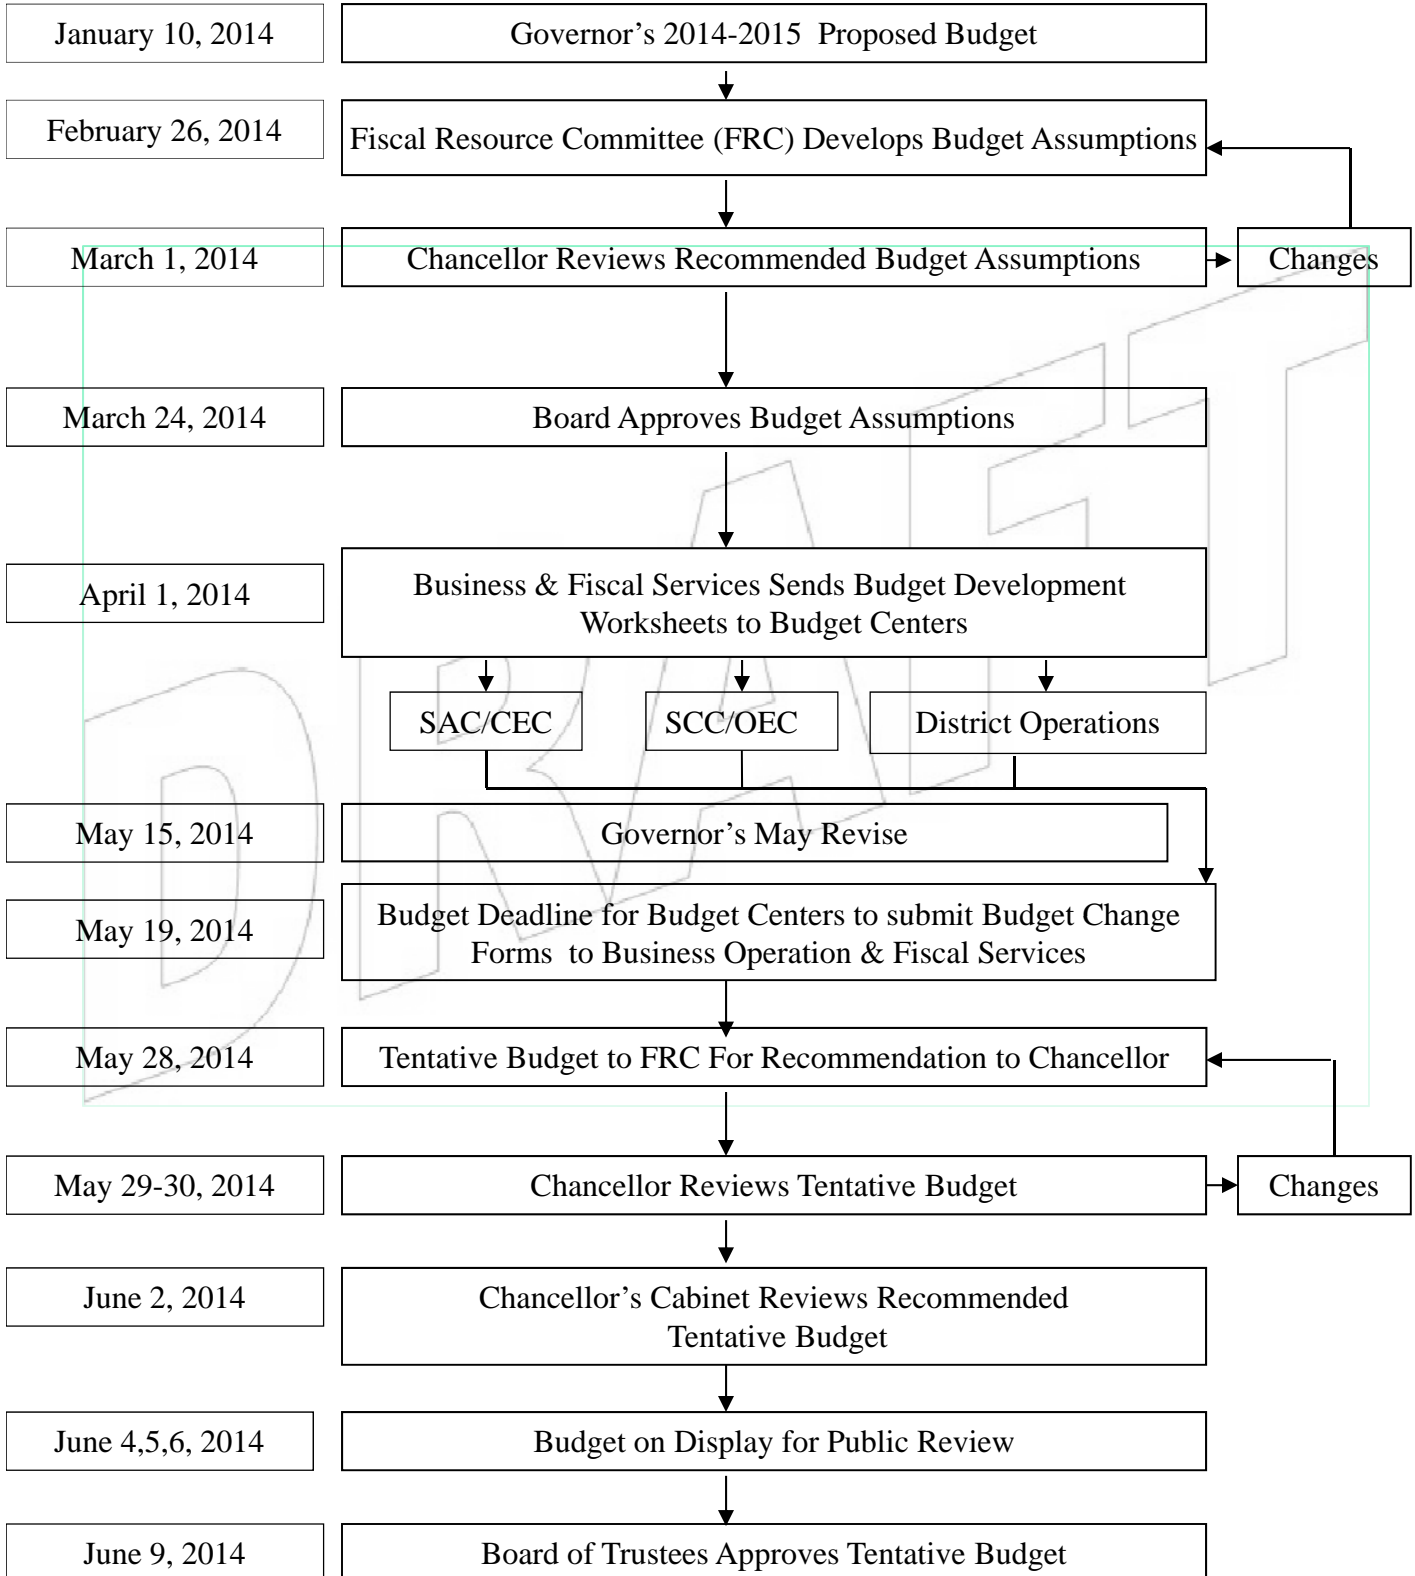 January 10, 2014
Governor’s 2014-2015  Proposed Budget
February 26, 2014
Fiscal Resource Committee (FRC) Develops Budget Assumptions
March 1, 2014
Chancellor Reviews Recommended Budget Assumptions
Changes
March 24, 2014
Board Approves Budget Assumptions
April 1, 2014
Business & Fiscal Services Sends Budget Development
Worksheets to Budget Centers
SAC/CEC
SCC/OEC
District Operations
May 15, 2014
Governor’s May Revise
May 19, 2014
Budget Deadline for Budget Centers to submit Budget Change
Forms  to Business Operation & Fiscal Services
May 28, 2014
Tentative Budget to FRC For Recommendation to Chancellor
May 29-30, 2014
Chancellor Reviews Tentative Budget
Changes
June 2, 2014
Chancellor’s Cabinet Reviews Recommended
Tentative Budget
June 4,5,6, 2014
Budget on Display for Public Review
June 9, 2014
Board of Trustees Approves Tentative Budget
DRAFT